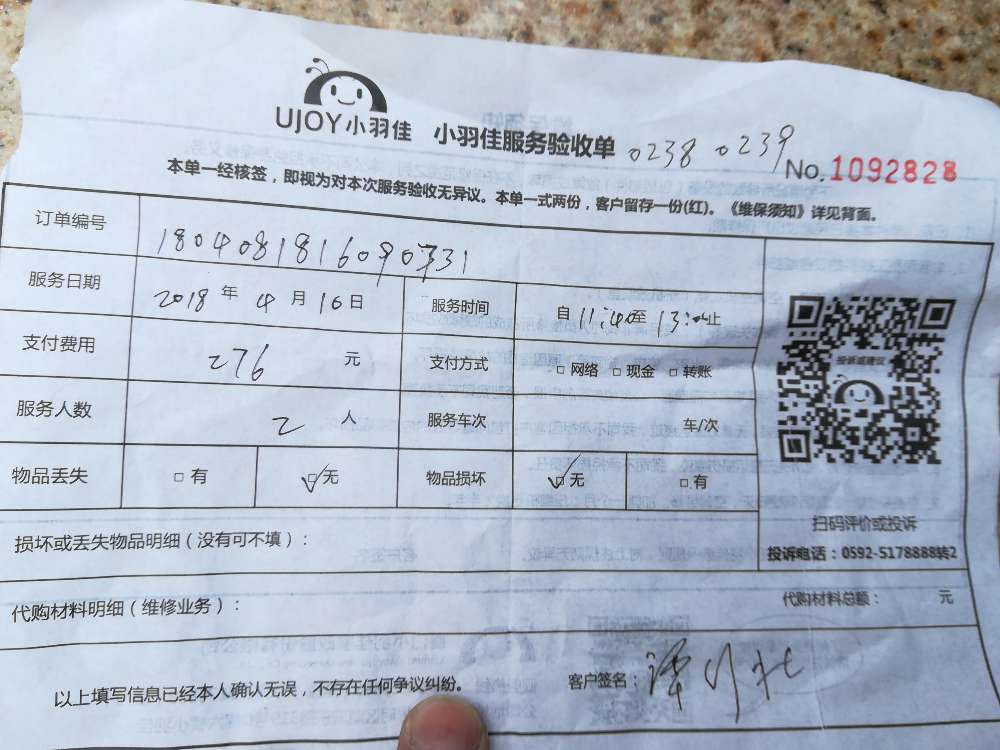 UJOY小羽佳 小羽佳服务验收单 0238 0239
No.1092828
本单一经核签，即视为对本次服务验收无异议。本单一式两份，客户留存一份(红)。《维保须知》详见背面。
订单编号
服务日期 2018 年 4 月 10 日 服务时间 自 11:40 至 13:00 止
支付费用 276 元 支付方式 □网络 □现金 □转账
投诉或建议
服务人数 2 人 服务车次 车/次
物品丢失 □有 ☑无 物品损坏 ☑无 □有
扫码评价或投诉
损坏或丢失物品明细（没有可不填）：
投诉电话：0592-5178888转2
代购材料明细（维修业务）： 代购材料总额： 元
以上填写信息已经本人确认无误，不存在任何争议纠纷。 客户签名：